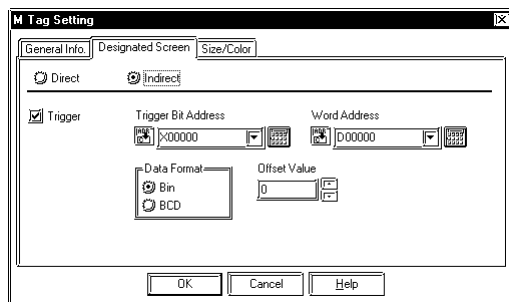 M Tag Setting
General Info. Designated Screen Size/Color
Direct Indirect
Trigger Trigger Bit Address Word Address
X00000 D00000
Data Format Offset Value
Bin 0
BCD
OK Cancel Help